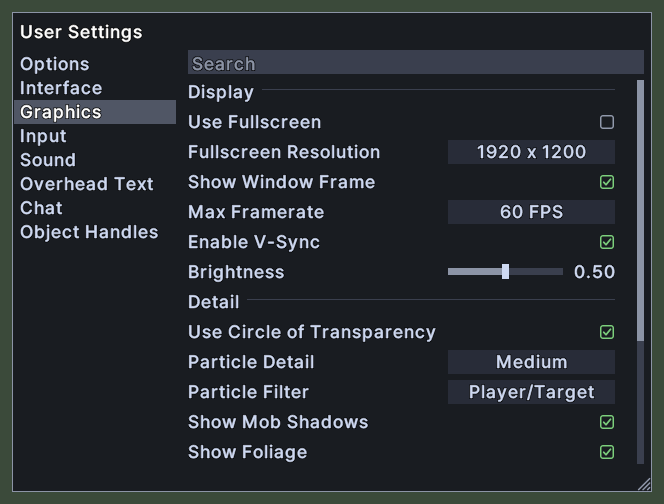 User Settings
Options
Interface
Graphics
Input
Sound
Overhead Text
Chat
Object Handles
Search
Display
Use Fullscreen
Fullscreen Resolution 1920 x 1200
Show Window Frame
Max Framerate 60 FPS
Enable V-Sync
Brightness 0.50
Detail
Use Circle of Transparency
Particle Detail Medium
Particle Filter Player/Target
Show Mob Shadows
Show Foliage